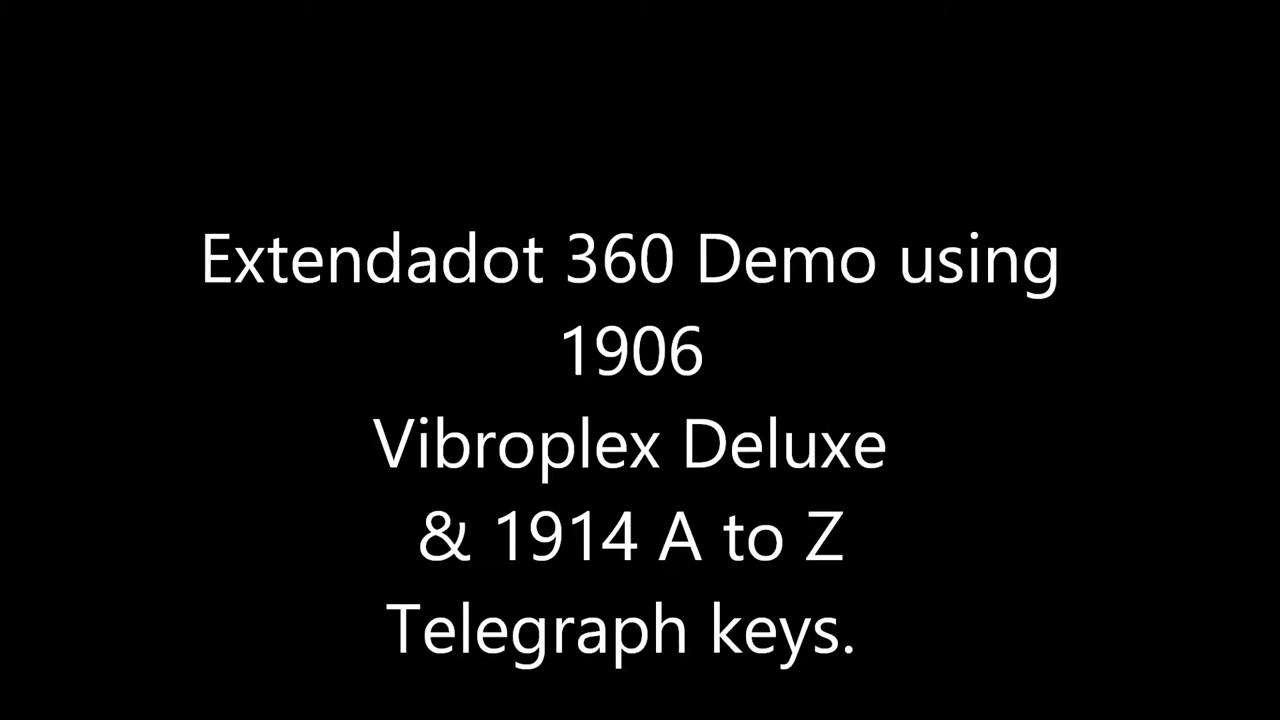 Extendadot 360 Demo using
1906
Vibroplex Deluxe
& 1914 A to Z
Telegraph keys.